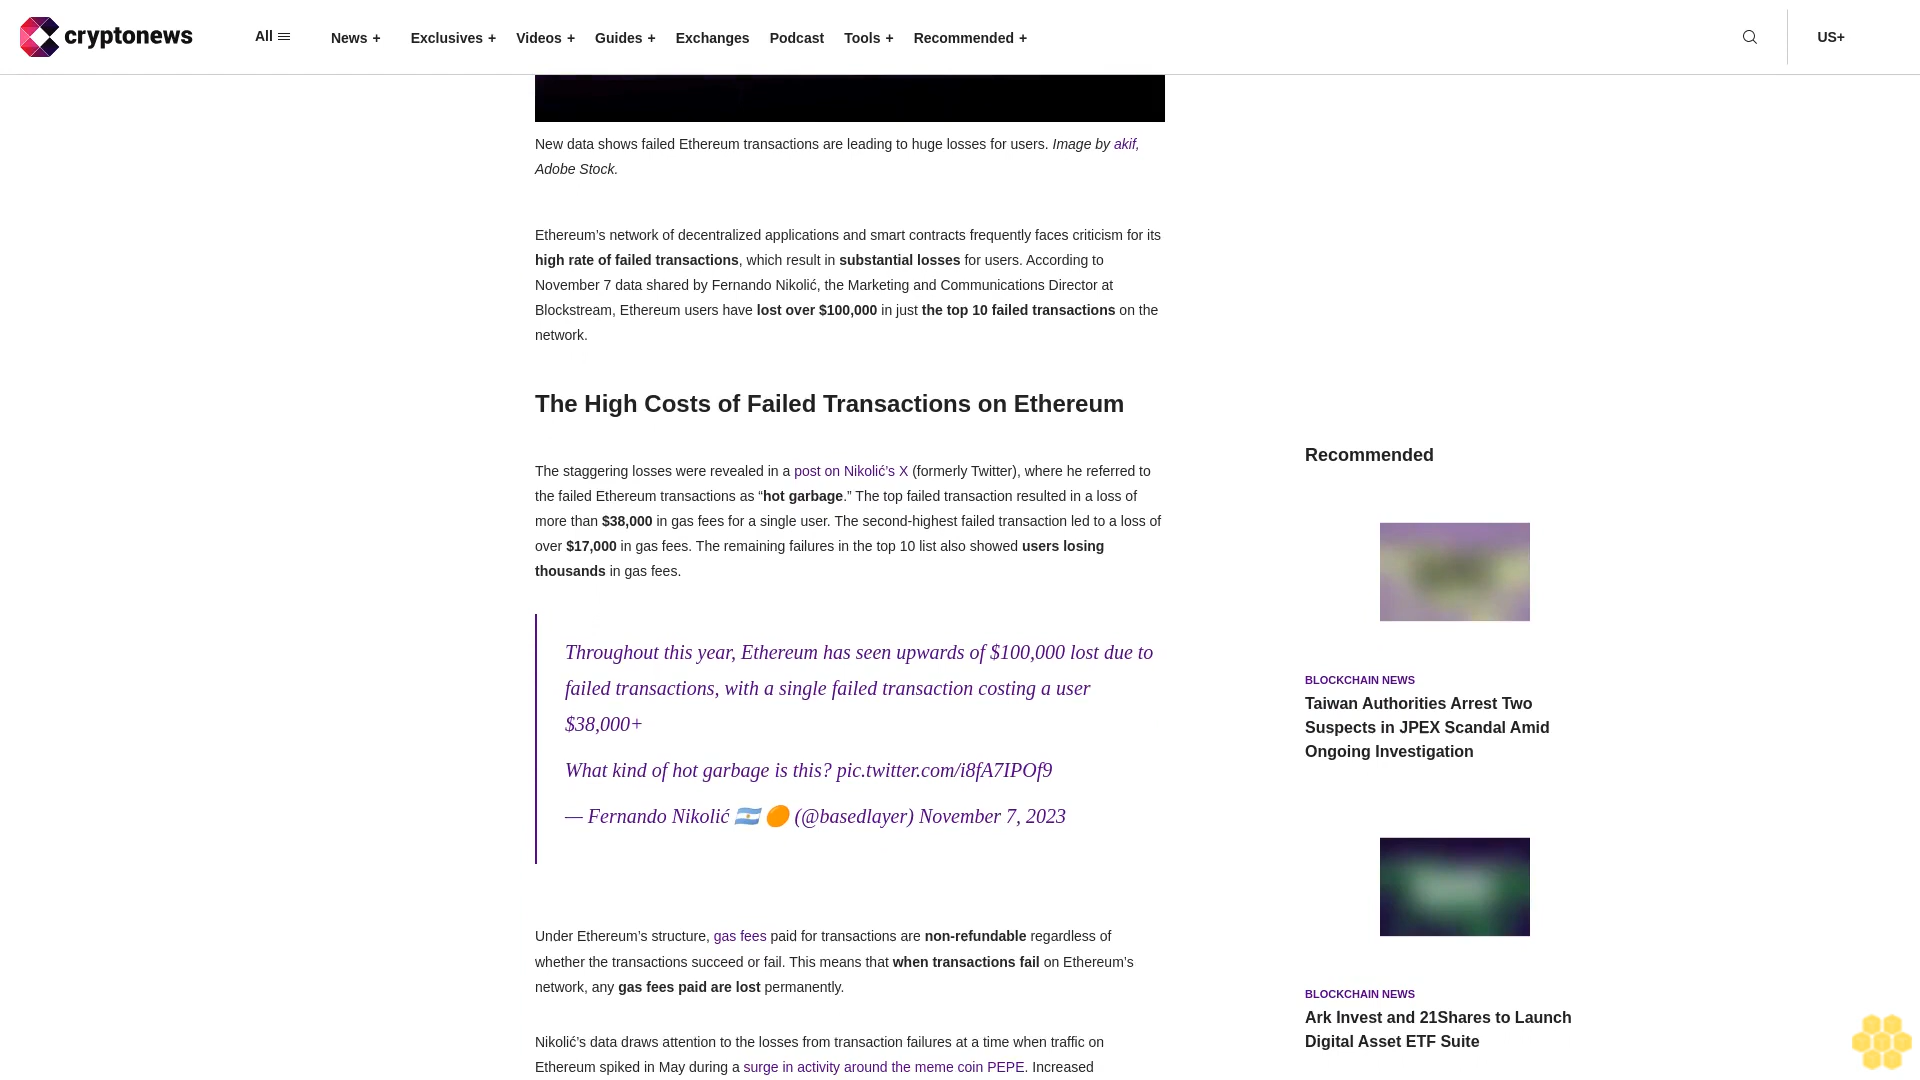 cryptonews
All
News +
Exclusives +
Videos +
Guides +
Exchanges
Podcast
Tools +
Recommended +
US+
New data shows failed Ethereum transactions are leading to huge losses for users. Image by akif,
Adobe Stock.
Ethereum’s network of decentralized applications and smart contracts frequently faces criticism for its
high rate of failed transactions, which result in substantial losses for users. According to
November 7 data shared by Fernando Nikolić, the Marketing and Communications Director at
Blockstream, Ethereum users have lost over $100,000 in just the top 10 failed transactions on the
network.
The High Costs of Failed Transactions on Ethereum
The staggering losses were revealed in a post on Nikolić’s X (formerly Twitter), where he referred to
the failed Ethereum transactions as “hot garbage.” The top failed transaction resulted in a loss of
more than $38,000 in gas fees for a single user. The second-highest failed transaction led to a loss of
over $17,000 in gas fees. The remaining failures in the top 10 list also showed users losing
thousands in gas fees.
Throughout this year, Ethereum has seen upwards of $100,000 lost due to
failed transactions, with a single failed transaction costing a user
$38,000+
What kind of hot garbage is this? pic.twitter.com/i8fA7IPOf9
— Fernando Nikolić 🇦🇷 🟠 (@basedlayer) November 7, 2023
Under Ethereum’s structure, gas fees paid for transactions are non-refundable regardless of
whether the transactions succeed or fail. This means that when transactions fail on Ethereum’s
network, any gas fees paid are lost permanently.
Nikolić’s data draws attention to the losses from transaction failures at a time when traffic on
Ethereum spiked in May during a surge in activity around the meme coin PEPE. Increased
Recommended
BLOCKCHAIN NEWS
Taiwan Authorities Arrest Two
Suspects in JPEX Scandal Amid
Ongoing Investigation
BLOCKCHAIN NEWS
Ark Invest and 21Shares to Launch
Digital Asset ETF Suite